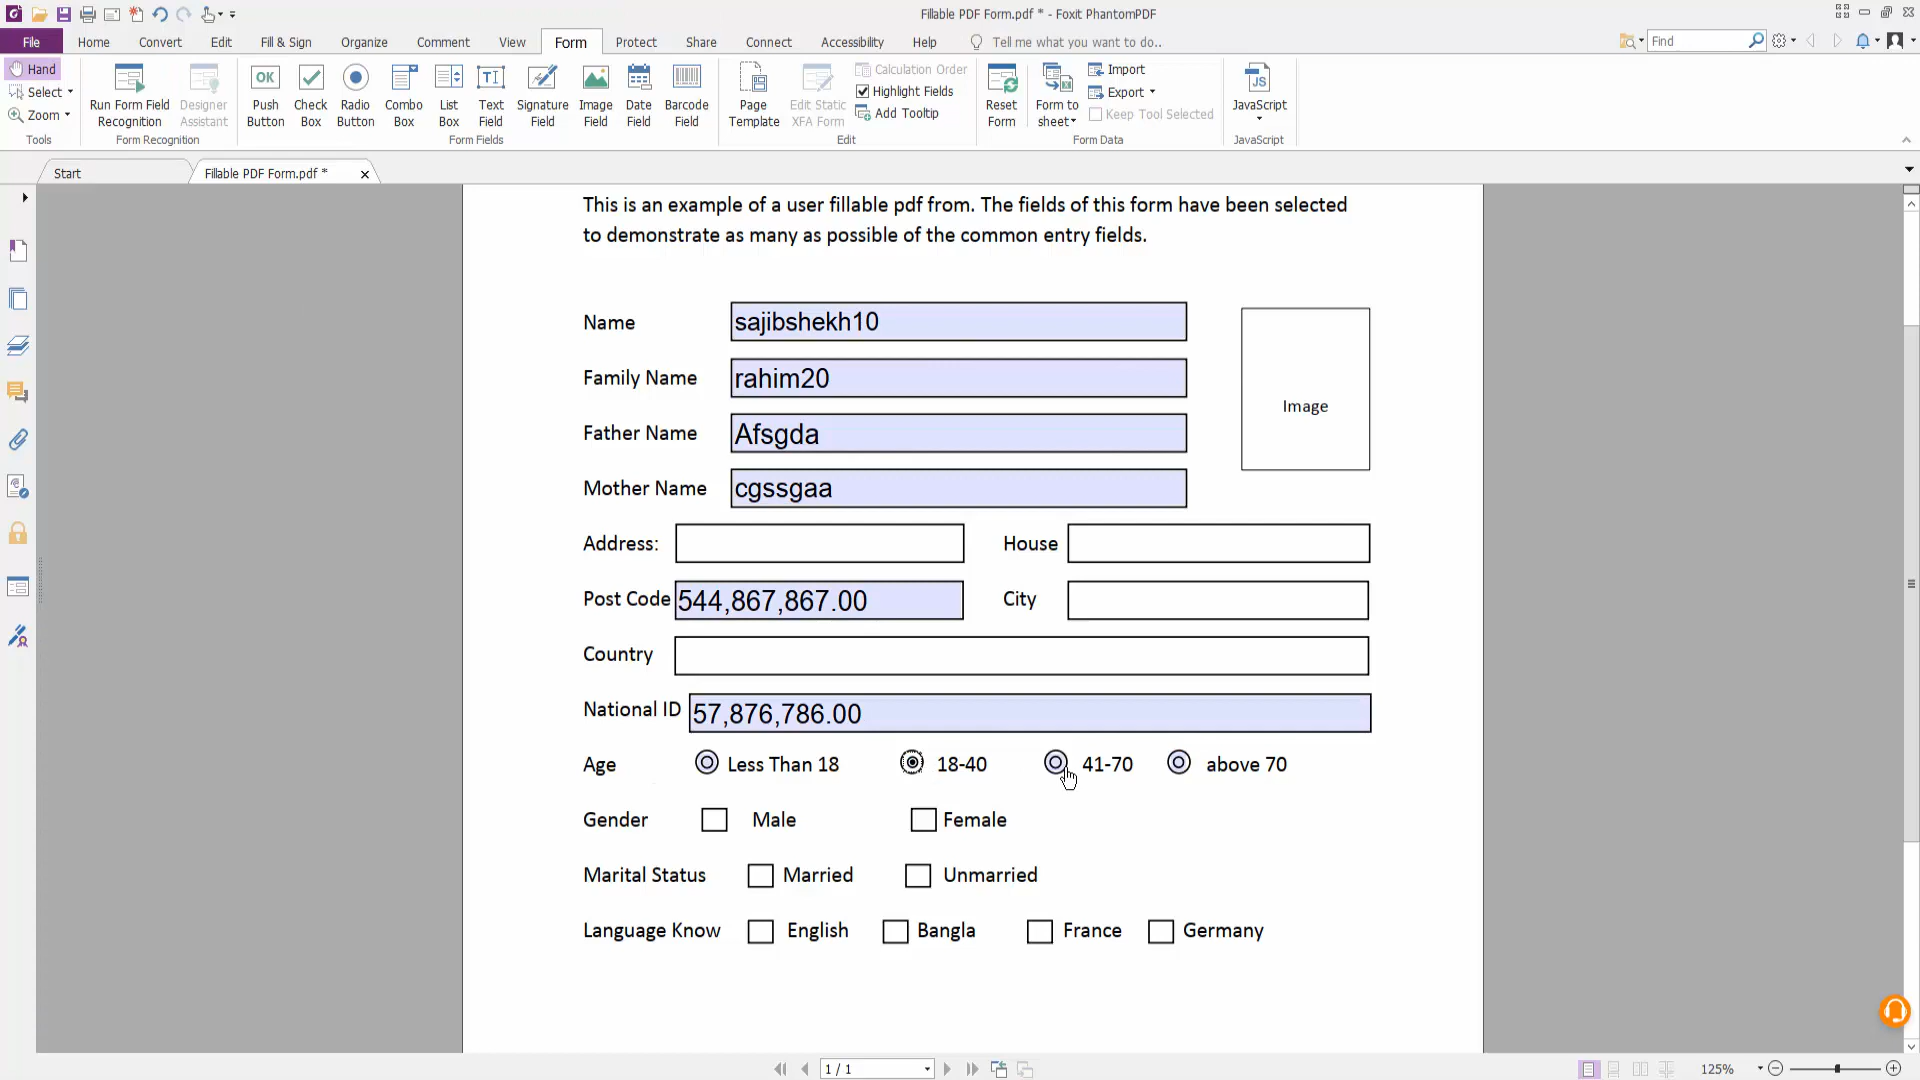 Fillable PDF Form.pdf * - Foxit PhantomPDF
File Home Convert Edit Fill & Sign Organize Comment View Form Protect Share Connect Accessibility Help Tell me what you want to do.. Find
Hand
Select
Zoom
Tools
Run Form Field Recognition
Designer Assistant
Form Recognition
OK
Push Button
Check Box
Radio Button
Combo Box
List Box
Text Field
Signature Field
Image Field
Date Field
Barcode Field
Form Fields
Page Template
Edit Static XFA Form
Calculation Order
Highlight Fields
Add Tooltip
Edit
Reset Form
Form to sheet
Import
Export
Keep Tool Selected
Form Data
JS
JavaScript
JavaScript
Start
Fillable PDF Form.pdf *
This is an example of a user fillable pdf from. The fields of this form have been selected
to demonstrate as many as possible of the common entry fields.
Name sajibshekh10
Family Name rahim20
Image
Father Name Afsgda
Mother Name cgssgaa
Address: House
Post Code 544,867,867.00 City
Country
National ID 57,876,786.00
Age Less Than 18 18-40 41-70 above 70
Gender Male Female
Marital Status Married Unmarried
Language Know English Bangla France Germany
1 / 1
125%